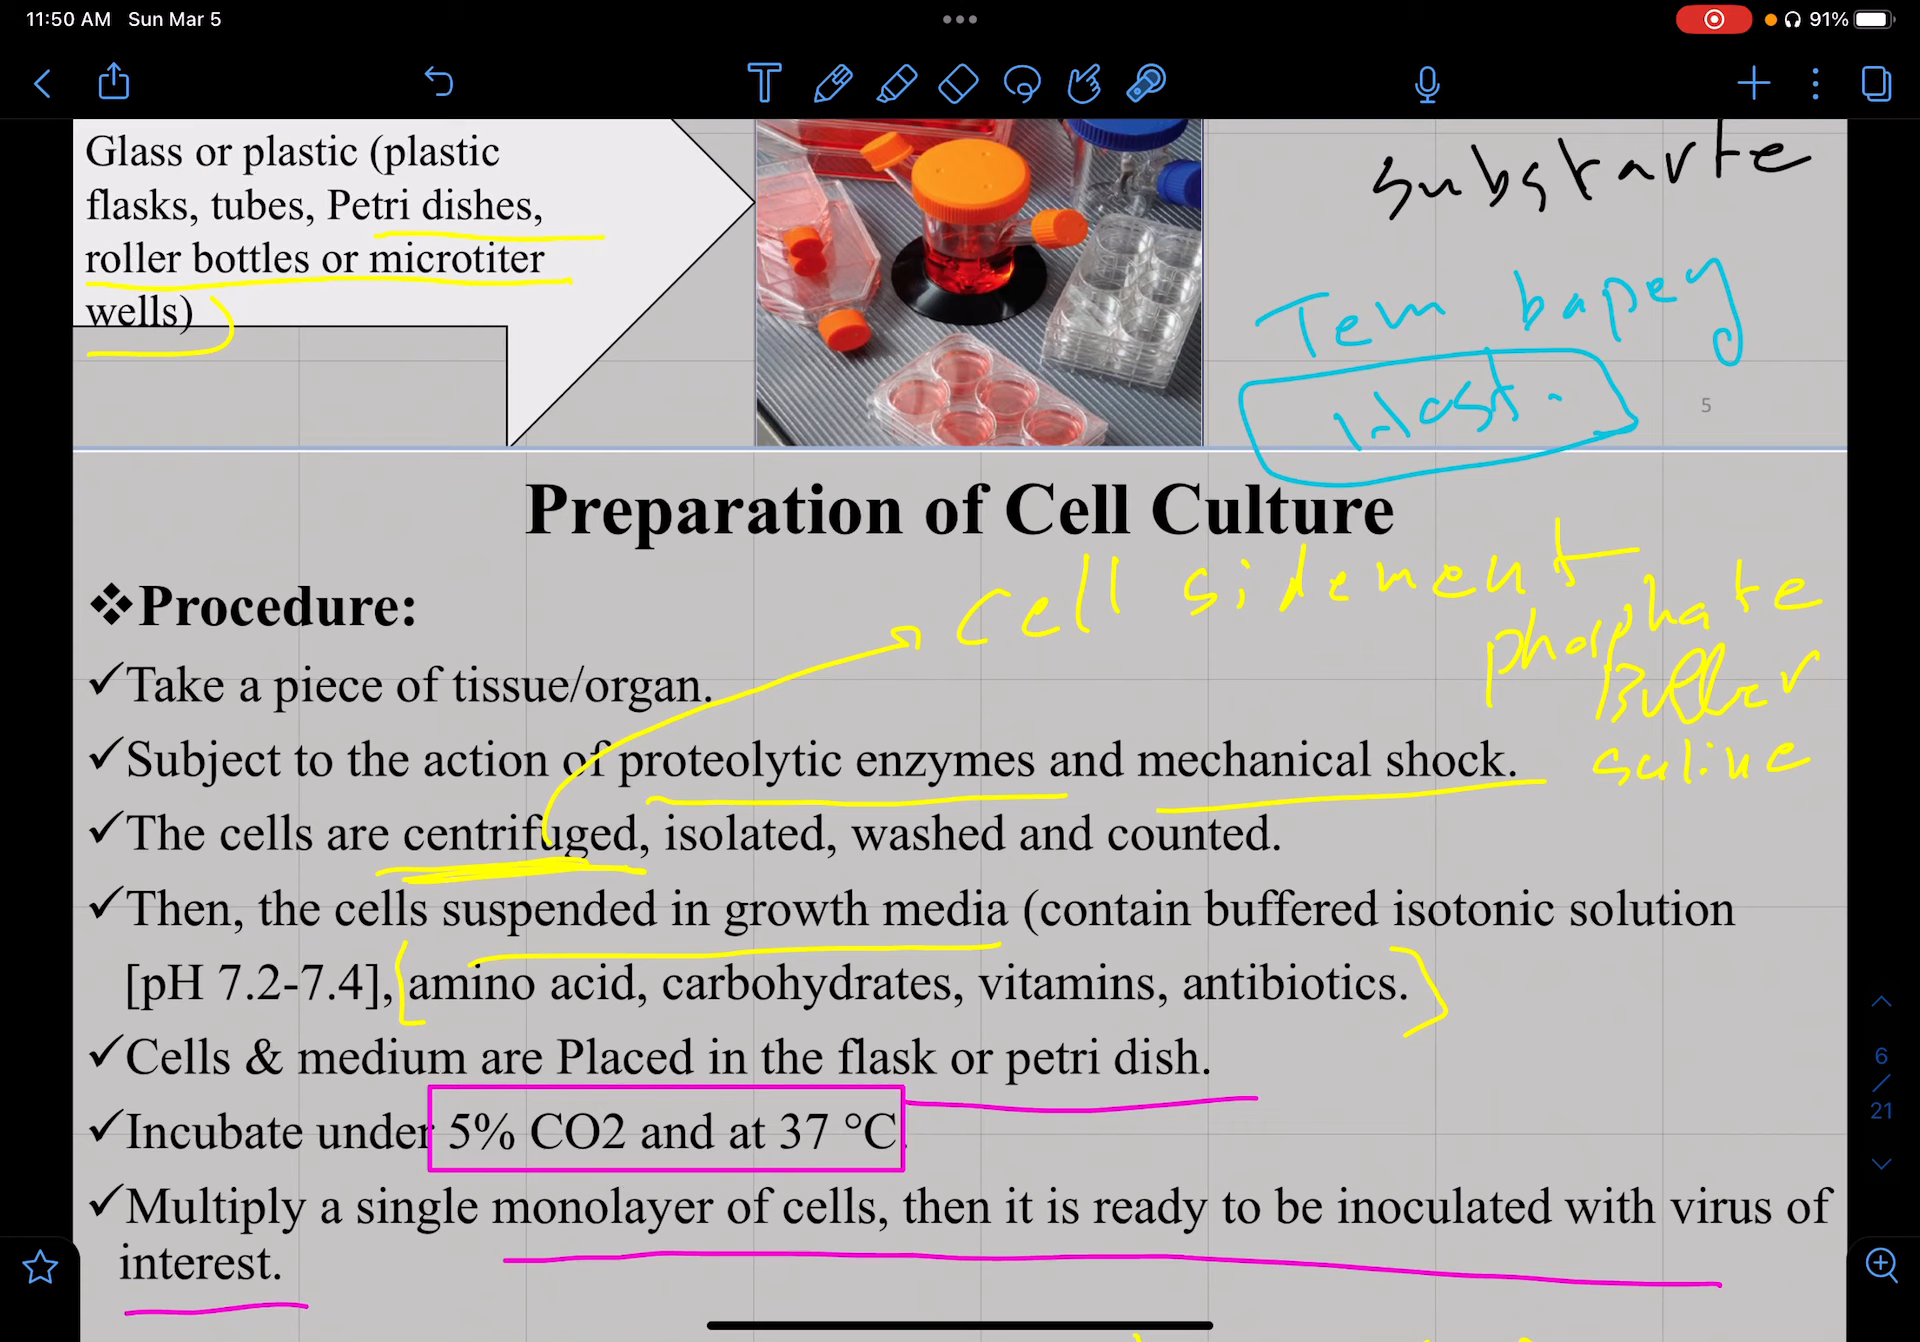 11:50 AM Sun Mar 5
91%
Glass or plastic (plastic
flasks, tubes, Petri dishes,
roller bottles or microtiter
wells)
substarte
Tem bapey
Host.
5
Preparation of Cell Culture
❖Procedure:
cell sidement
phosphate
Buffer
saline
✓Take a piece of tissue/organ.
✓Subject to the action of proteolytic enzymes and mechanical shock.
✓The cells are centrifuged, isolated, washed and counted.
✓Then, the cells suspended in growth media (contain buffered isotonic solution
[pH 7.2-7.4], amino acid, carbohydrates, vitamins, antibiotics.
✓Cells & medium are Placed in the flask or petri dish.
✓Incubate under 5% CO2 and at 37 °C.
✓Multiply a single monolayer of cells, then it is ready to be inoculated with virus of
interest.
6
/
21